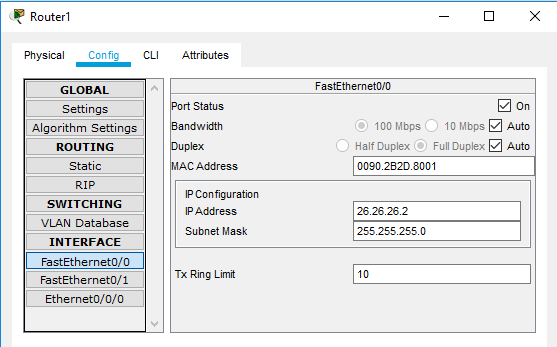 Router1
Physical Config CLI Attributes
GLOBAL
Settings
Algorithm Settings
ROUTING
Static
RIP
SWITCHING
VLAN Database
INTERFACE
FastEthernet0/0
FastEthernet0/1
Ethernet0/0/0
FastEthernet0/0
Port Status On
Bandwidth 100 Mbps 10 Mbps Auto
Duplex Half Duplex Full Duplex Auto
MAC Address 0090.2B2D.8001
IP Configuration
IP Address 26.26.26.2
Subnet Mask 255.255.255.0
Tx Ring Limit 10